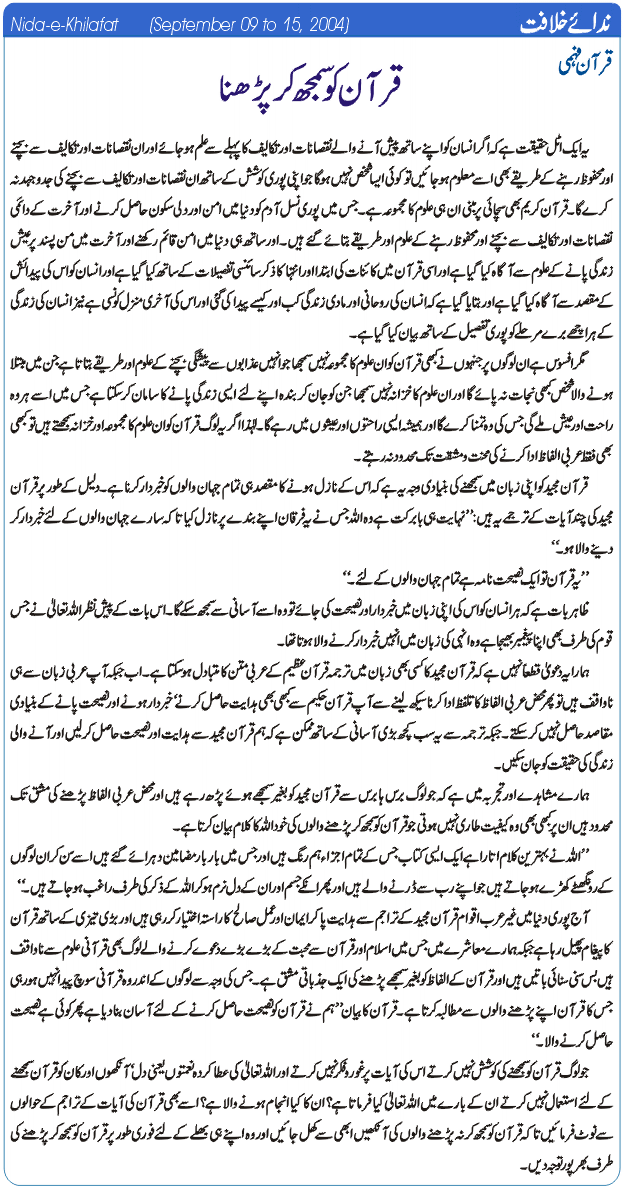 Nida-e-Khilafat (September 09 to 15, 2004) ندائے خلافت
قرآن فہمی
قرآن کو سمجھ کر پڑھنا
یہ ایک اٹل حقیقت ہے کہ اگر انسان کو اپنے ساتھ پیش آنے والے نقصانات اور تکالیف کا پہلے سے علم ہو جائے اور ان نقصانات اور تکالیف سے بچنے
اور محفوظ رہنے کے طریقے بھی اسے معلوم ہو جائیں تو کوئی ایسا شخص نہیں ہوگا جو اپنی پوری کوشش کے ساتھ ان نقصانات اور تکالیف سے بچنے کی جدوجہد نہ
کرے گا۔ قرآن کریم بھی سچائی پر مبنی ان ہی علوم کا مجموعہ ہے۔ جس میں پوری نسل آدم کو دنیا میں امن اور دلی سکون حاصل کرنے اور آخرت کے دائمی
نقصانات اور تکالیف سے بچنے اور محفوظ رہنے کے علوم اور طریقے بتائے گئے ہیں۔ اور ساتھ ہی دنیا میں امن قائم رکھنے اور آخرت میں من پسند پرعیش
زندگی پانے کے علوم سے آگاہ کیا گیا ہے اور اسی قرآن میں کائنات کی ابتدا اور انتہا کا ذکر سائنسی تفصیلات کے ساتھ کیا گیا ہے اور انسان کو اس کی پیدائش
کے مقصد سے آگاہ کیا گیا ہے اور بتایا گیا ہے کہ انسان کی روحانی اور مادی زندگی کب اور کیسے پیدا کی گئی اور اس کی آخری منزل کونسی ہے نیز انسان کی زندگی
کے ہر اچھے برے مرحلے کو پوری تفصیل کے ساتھ بیان کیا گیا ہے۔
مگر افسوس ہے ان لوگوں پر جنہوں نے کبھی قرآن کو ان علوم کا مجموعہ نہیں سمجھا جو انہیں عذابوں سے پیشگی بچنے کے علوم اور طریقے بتاتا ہے جن میں مبتلا
ہونے والا شخص کبھی نجات نہ پائے گا اور ان علوم کا خزانہ نہیں سمجھا جن کو جان کر بندہ اپنے لئے ایسی زندگی پانے کا سامان کر سکتا ہے جس میں اسے ہر وہ
راحت اور عیش ملے گی جس کی وہ تمنا کرے گا اور ہمیشہ ایسی راحتوں اور عیشوں میں رہے گا۔ لہٰذا اگر یہ لوگ قرآن کو ان علوم کا مجموعہ اور خزانہ سمجھتے ہیں تو کبھی
بھی فقط عربی الفاظ ادا کرنے کی محنت و مشقت تک محدود نہ رہتے۔
قرآن مجید کو اپنی زبان میں سمجھنے کی بنیادی وجہ یہ ہے کہ اس کے نازل ہونے کا مقصد ہی تمام جہان والوں کو خبردار کرنا ہے۔ دلیل کے طور پر قرآن
مجید کی چند آیات کے ترجمے یہ ہیں: ’’نہایت ہی بابرکت ہے وہ اللہ جس نے یہ فرقان اپنے بندے پر نازل کیا تا کہ سارے جہان والوں کے لئے خبردار کر
دینے والا ہو۔‘‘
’’یہ قرآن تو ایک نصیحت نامہ ہے تمام جہان والوں کے لئے۔‘‘
ظاہر بات ہے کہ ہر انسان کو اس کی اپنی زبان میں خبردار اور نصیحت کی جائے تو وہ اسے آسانی سے سمجھ سکے گا۔ اس بات کے پیش نظر اللہ تعالیٰ نے جس
قوم کی طرف بھی اپنا پیغمبر بھیجا ہے وہ انہی کی زبان میں انہیں خبردار کرنے والا ہوتا تھا۔
ہمارا یہ دعویٰ قطعاً نہیں ہے کہ قرآن مجید کا کسی بھی زبان میں ترجمہ قرآن عظیم کے عربی متن کا متبادل ہو سکتا ہے۔ اب جبکہ آپ عربی زبان سے ہی
ناواقف ہیں تو پھر محض عربی الفاظ کا تلفظ ادا کرنا سیکھ لینے سے آپ قرآن حکیم سے کبھی بھی ہدایت حاصل کرنے‘ خبردار ہونے اور نصیحت پانے کے بنیادی
مقاصد حاصل نہیں کر سکتے۔ جبکہ ترجمہ سے یہ سب کچھ بڑی آسانی کے ساتھ ممکن ہے کہ ہم قرآن مجید سے ہدایت اور نصیحت حاصل کر لیں اور آنے والی
زندگی کی حقیقت کو جان سکیں۔
ہمارے مشاہدے اور تجربہ میں ہے کہ جو لوگ برس ہا برس سے قرآن مجید کو بغیر سمجھے ہوئے پڑھ رہے ہیں اور محض عربی الفاظ پڑھنے کی مشق تک
محدود ہیں ان پر کبھی بھی وہ کیفیت طاری نہیں ہوتی جو قرآن کو سمجھ کر پڑھنے والوں کی خود اللہ کا کلام بیان کرتا ہے۔
’’اللہ نے بہترین کلام اتارا ہے ایک ایسی کتاب جس کے تمام اجزاء ہم رنگ ہیں اور جس میں بار بار مضامین دہرائے گئے ہیں اسے سن کر ان لوگوں
کے رونگھٹے کھڑے ہو جاتے ہیں جو اپنے رب سے ڈرنے والے ہیں اور پھر انکے جسم اور ان کے دل نرم ہو کر اللہ کے ذکر کی طرف راغب ہو جاتے ہیں۔‘‘
آج پوری دنیا میں غیر عرب اقوام قرآن مجید کے تراجم سے ہدایت پا کر ایمان اور عمل صالح کا راستہ اختیار کر رہی ہیں اور بڑی تیزی کے ساتھ قرآن
کا پیغام پھیل رہا ہے جبکہ ہمارے معاشرے میں جس میں اسلام اور قرآن سے محبت کے بڑے بڑے دعوے کرنے والے لوگ بھی قرآنی علوم سے ناواقف
ہیں بس سنی سنائی باتیں ہیں اور قرآن کے الفاظ کو بغیر سمجھے پڑھنے کی ایک جذباتی مشق ہے۔ جس کی وجہ سے لوگوں کے اندر وہ قرآنی سوچ پیدا نہیں ہو رہی
جس کا قرآن اپنے پڑھنے والوں سے مطالبہ کرتا ہے۔ قرآن کا بیان ’’ہم نے قرآن کو نصیحت حاصل کرنے کے لئے آسان بنا دیا ہے پھر کوئی ہے نصیحت
حاصل کرنے والا۔‘‘
جو لوگ قرآن کو سمجھنے کی کوشش نہیں کرتے اس کی آیات پر غور و فکر نہیں کرتے اور اللہ تعالیٰ کی عطا کردہ نعمتوں یعنی دل‘ آنکھوں اور کان کو قرآن سمجھنے
کے لئے استعمال نہیں کرتے ان کے بارے میں اللہ تعالیٰ کیا فرماتا ہے؟ ان کا کیا انجام ہونے والا ہے؟ اسے بھی قرآن کی آیات کے تراجم کے حوالوں
سے نوٹ فرمائیں تا کہ قرآن کو سمجھ کر نہ پڑھنے والوں کی آنکھیں ابھی سے کھل جائیں اور وہ اپنے ہی بھلے کے لئے فوری طور پر قرآن کو سمجھ کر پڑھنے کی
طرف بھرپور توجہ دیں۔